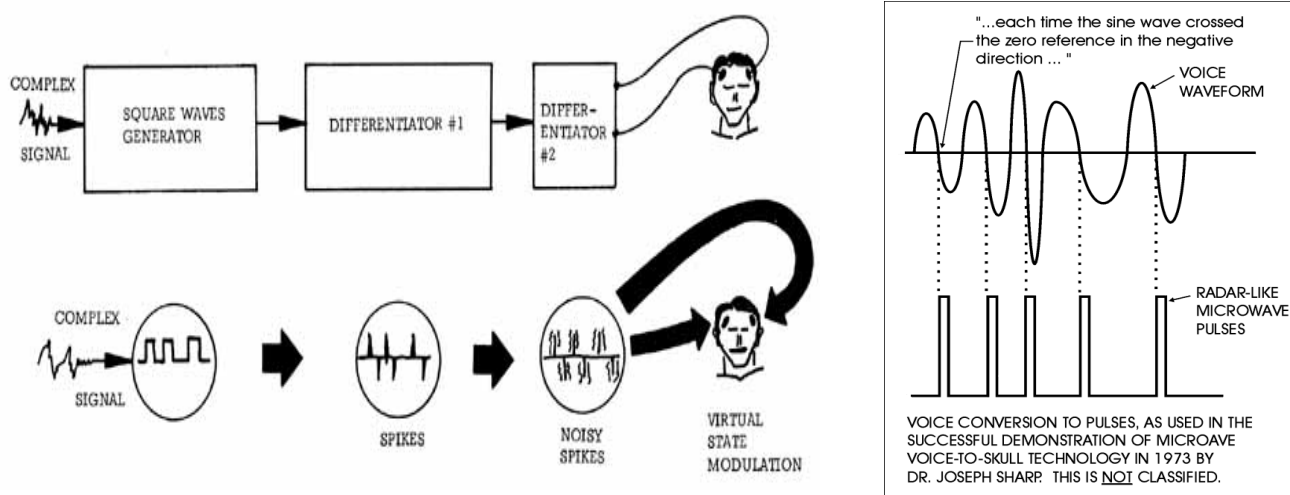 COMPLEX
SIGNAL
SQUARE WAVES
GENERATOR
DIFFERENTIATOR #1
DIFFER-
ENTIATOR
#2
COMPLEX
SIGNAL
SPIKES
NOISY
SPIKES
VIRTUAL
STATE
MODULATION
"...each time the sine wave crossed
the zero reference in the negative
direction ... "
VOICE
WAVEFORM
RADAR-LIKE
MICROWAVE
PULSES
VOICE CONVERSION TO PULSES, AS USED IN THE
SUCCESSFUL DEMONSTRATION OF MICROAVE
VOICE-TO-SKULL TECHNOLOGY IN 1973 BY
DR. JOSEPH SHARP. THIS IS NOT CLASSIFIED.